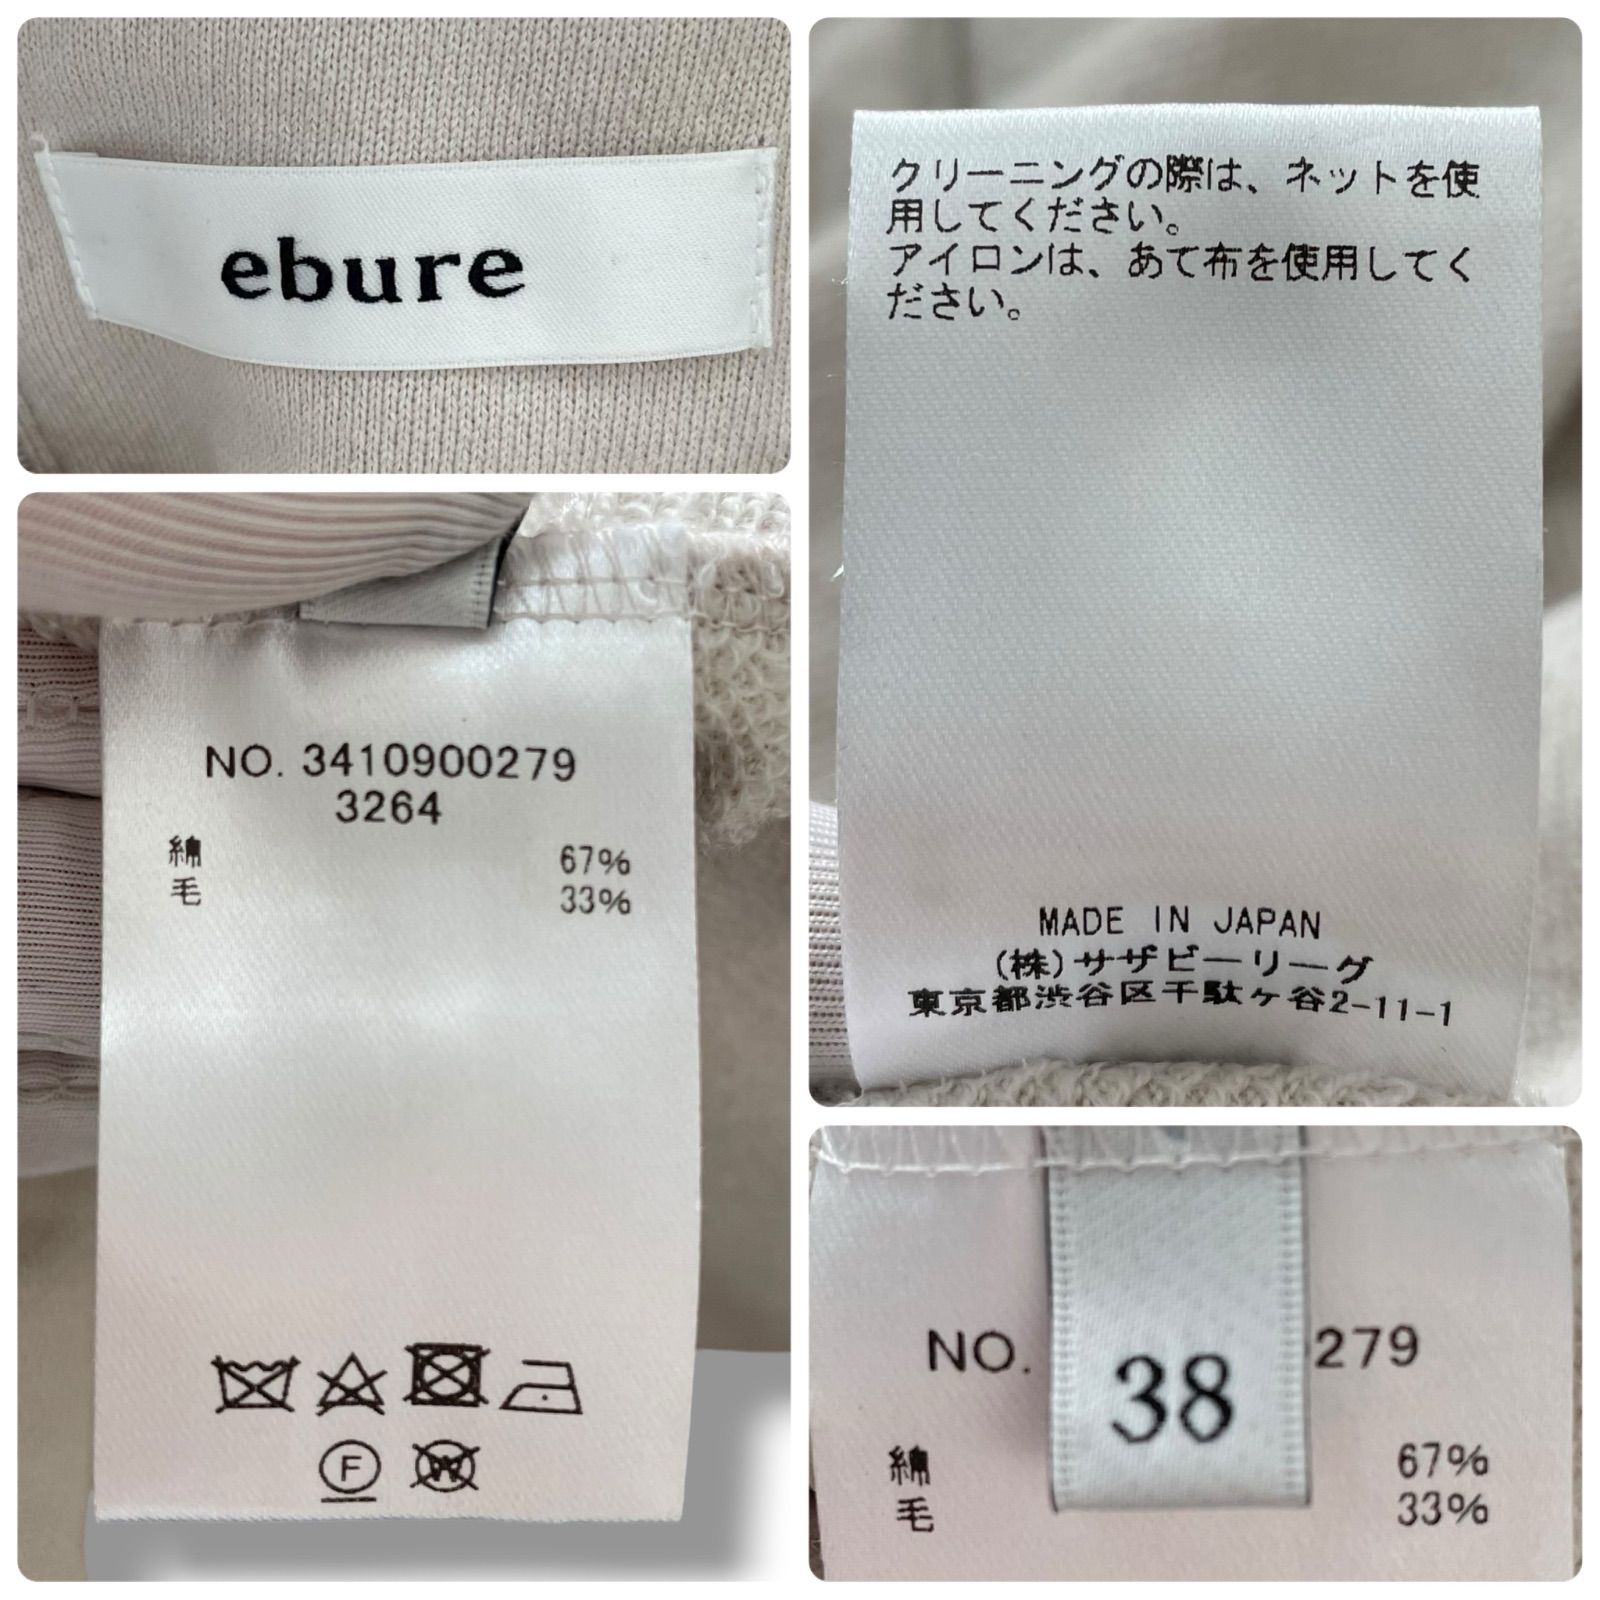 ebure
クリーニングの際は、ネットを使
用してください。
アイロンは、あて布を使用してく
ださい。
MADE IN JAPAN
(株)サザビーリーグ
東京都渋谷区千駄ヶ谷2-11-1
NO. 3410900279
3264
綿 67%
毛 33%
F
W
NO. 279
38
綿 67%
毛 33%